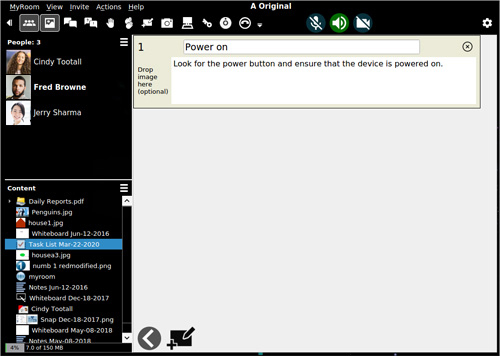 MyRoom View Invite Actions Help
A Original
People: 3
Cindy Tootall
Fred Browne
Jerry Sharma
1
Power on
Drop
image
here
(optional)
Look for the power button and ensure that the device is powered on.
Content
Daily Reports.pdf
Penguins.jpg
house1.jpg
Whiteboard Jun-12-2016
Task List Mar-22-2020
housea3.jpg
numb 1 redmodified.png
myroom
Notes Jun-12-2016
Whiteboard Dec-18-2017
Cindy Tootall
Snap Dec-18-2017.png
Whiteboard May-08-2018
Notes May-08-2018
4% 7.0 of 150 MB